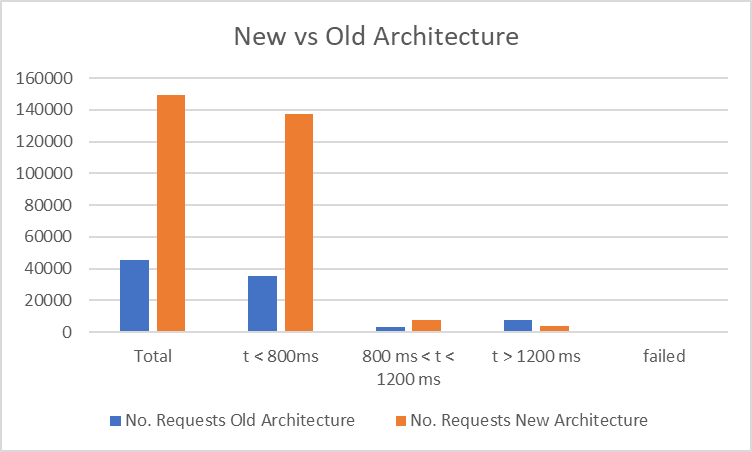 New vs Old Architecture
160000
140000
120000
100000
80000
60000
40000
20000
0
Total
t < 800ms
800 ms < t <
1200 ms
t > 1200 ms
failed
No. Requests Old Architecture
No. Requests New Architecture